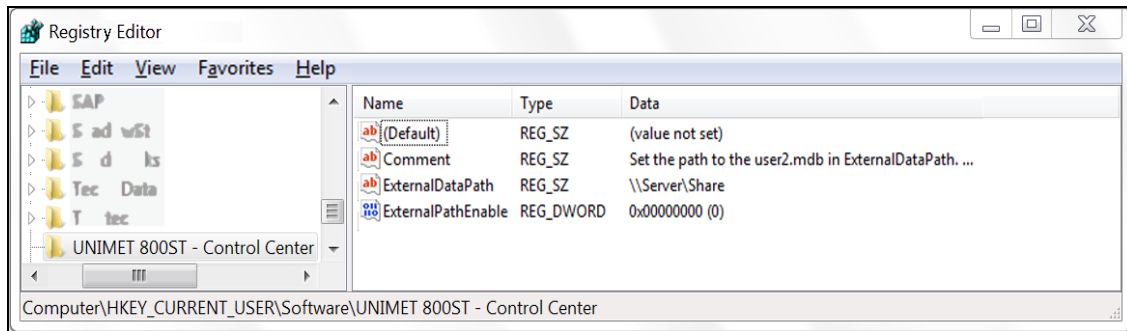 Registry Editor
File Edit View Favorites Help
SAP
Tec Data
UNIMET 800ST - Control Center
Name Type Data
(Default) REG_SZ (value not set)
Comment REG_SZ Set the path to the user2.mdb in ExternalDataPath. ...
ExternalDataPath REG_SZ \\Server\Share
ExternalPathEnable REG_DWORD 0x00000000 (0)
Computer\HKEY_CURRENT_USER\Software\UNIMET 800ST - Control Center